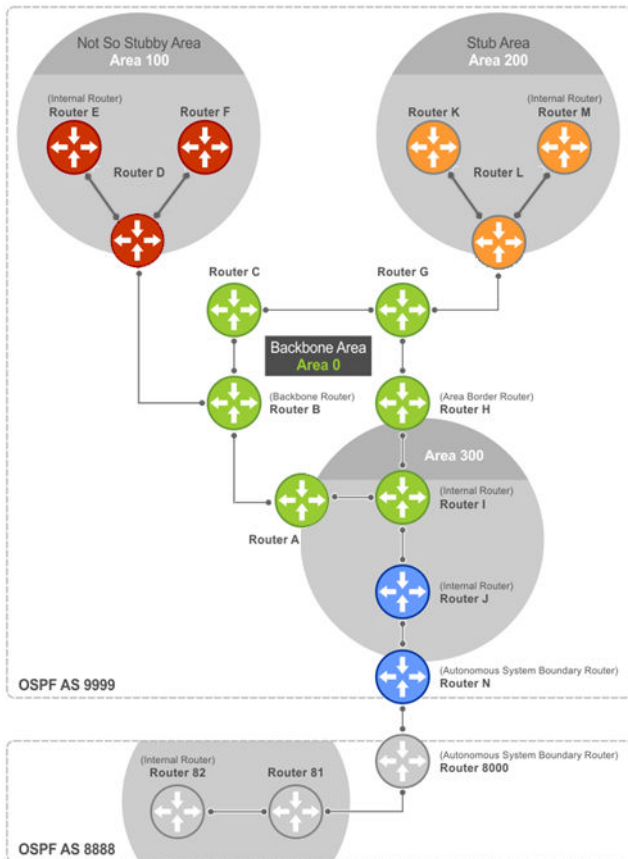 Not So Stubby Area
Area 100
Stub Area
Area 200
(Internal Router)
Router E
Router F
Router K
(Internal Router)
Router M
Router D
Router L
Router C
Router G
Backbone Area
Area 0
(Backbone Router)
Router B
(Area Border Router)
Router H
Area 300
(Internal Router)
Router I
Router A
(Internal Router)
Router J
(Autonomous System Boundary Router)
Router N
OSPF AS 9999
(Autonomous System Boundary Router)
Router 8000
(Internal Router)
Router 82
Router 81
OSPF AS 8888